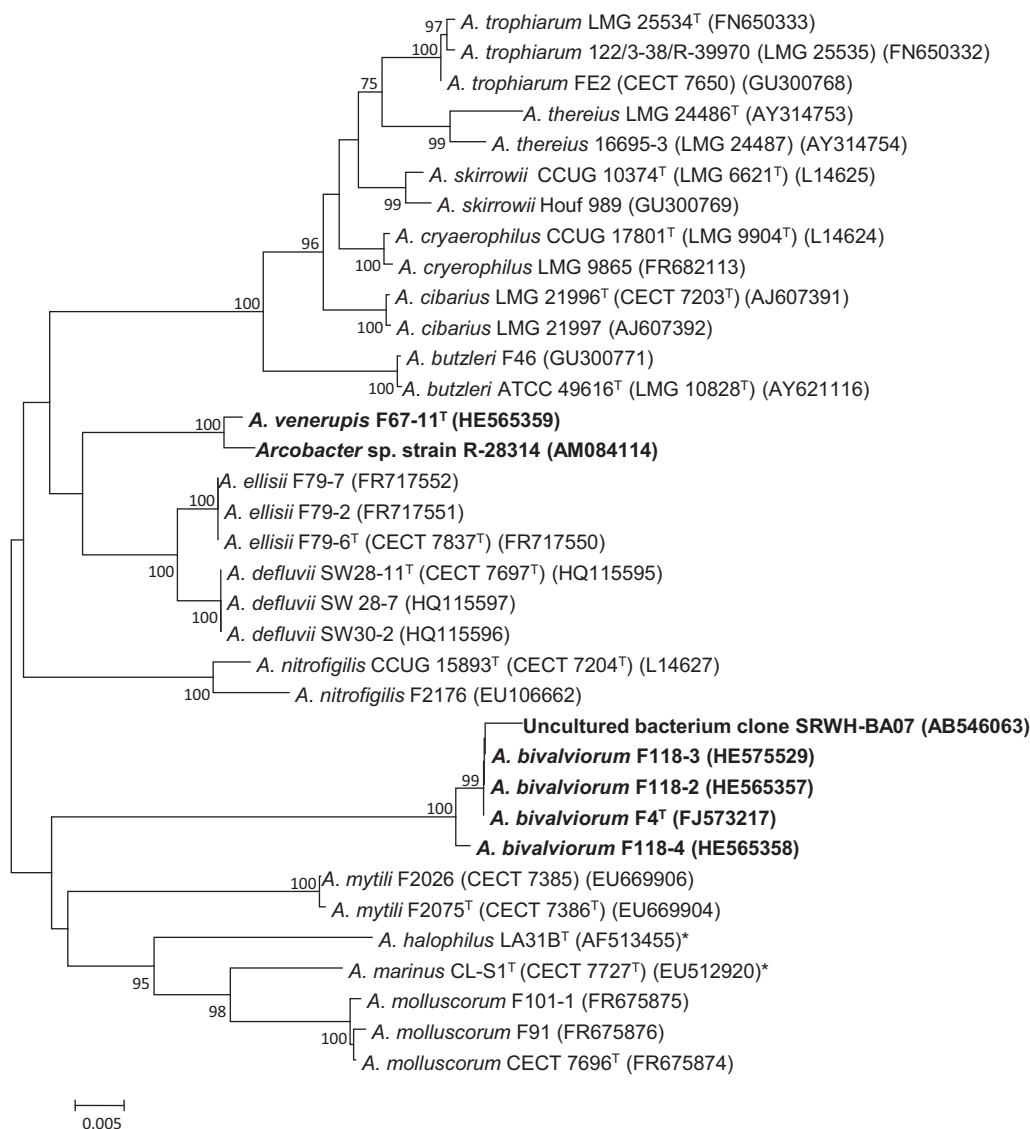 97
A. trophiarum LMG 25534ᵀ (FN650333)
100
A. trophiarum 122/3-38/R-39970 (LMG 25535) (FN650332)
75
A. trophiarum FE2 (CECT 7650) (GU300768)
A. thereius LMG 24486ᵀ (AY314753)
99
A. thereius 16695-3 (LMG 24487) (AY314754)
A. skirrowii CCUG 10374ᵀ (LMG 6621ᵀ) (L14625)
99
A. skirrowii Houf 989 (GU300769)
96
A. cryaerophilus CCUG 17801ᵀ (LMG 9904ᵀ) (L14624)
100
A. cryerophilus LMG 9865 (FR682113)
100
A. cibarius LMG 21996ᵀ (CECT 7203ᵀ) (AJ607391)
100
A. cibarius LMG 21997 (AJ607392)
A. butzleri F46 (GU300771)
100
A. butzleri ATCC 49616ᵀ (LMG 10828ᵀ) (AY621116)
100
A. venerupis F67-11ᵀ (HE565359)
Arcobacter sp. strain R-28314 (AM084114)
A. ellisii F79-7 (FR717552)
100
A. ellisii F79-2 (FR717551)
A. ellisii F79-6ᵀ (CECT 7837ᵀ) (FR717550)
100
A. defluvii SW28-11ᵀ (CECT 7697ᵀ) (HQ115595)
A. defluvii SW 28-7 (HQ115597)
100
A. defluvii SW30-2 (HQ115596)
A. nitrofigilis CCUG 15893ᵀ (CECT 7204ᵀ) (L14627)
100
A. nitrofigilis F2176 (EU106662)
Uncultured bacterium clone SRWH-BA07 (AB546063)
A. bivalviorum F118-3 (HE575529)
99
A. bivalviorum F118-2 (HE565357)
100
A. bivalviorum F4ᵀ (FJ573217)
A. bivalviorum F118-4 (HE565358)
100
A. mytili F2026 (CECT 7385) (EU669906)
A. mytili F2075ᵀ (CECT 7386ᵀ) (EU669904)
A. halophilus LA31Bᵀ (AF513455)*
95
A. marinus CL-S1ᵀ (CECT 7727ᵀ) (EU512920)*
98
A. molluscorum F101-1 (FR675875)
100
A. molluscorum F91 (FR675876)
A. molluscorum CECT 7696ᵀ (FR675874)
0.005